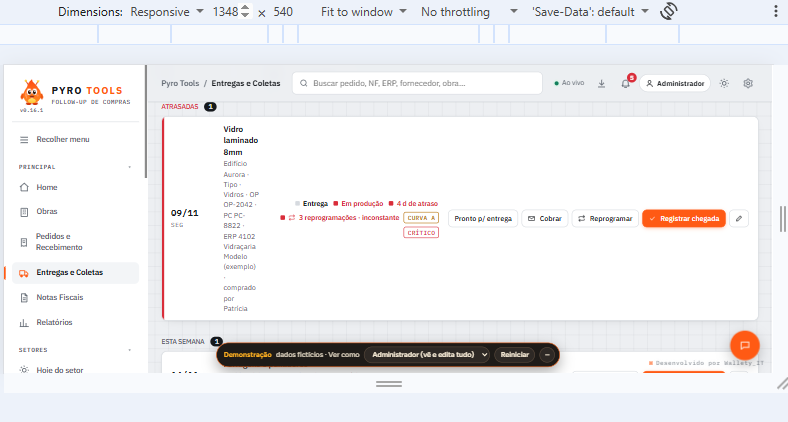 Dimensions: Responsive 1348 × 540 Fit to window No throttling 'Save-Data': default
PYRO TOOLS
FOLLOW-UP DE COMPRAS
v0.16.1
Recolher menu
PRINCIPAL
Home
Obras
Pedidos e
Recebimento
Entregas e Coletas
Notas Fiscais
Relatórios
SETORES
Hoje do setor
Pyro Tools / Entregas e Coletas
Buscar pedido, NF, ERP, fornecedor, obra...
Ao vivo
5
Administrador
ATRASADAS 1
09/11
SEG
Vidro
laminado
8mm
Edifício
Aurora ·
Tipo ·
Vidros · OP
OP-2042 ·
PC PC-
8822 ·
ERP 4102
Vidraçaria
Modelo
(exemplo)
·
comprado
por
Patrícia
Entrega Em produção 4 d de atraso
3 reprogramações · inconstante CURVA A
CRÍTICO
Pronto p/ entrega
Cobrar
Reprogramar
Registrar chegada
ESTA SEMANA 1
Demonstração dados fictícios · Ver como Administrador (vê e edita tudo) Reiniciar −
Desenvolvido por Wallety_IT